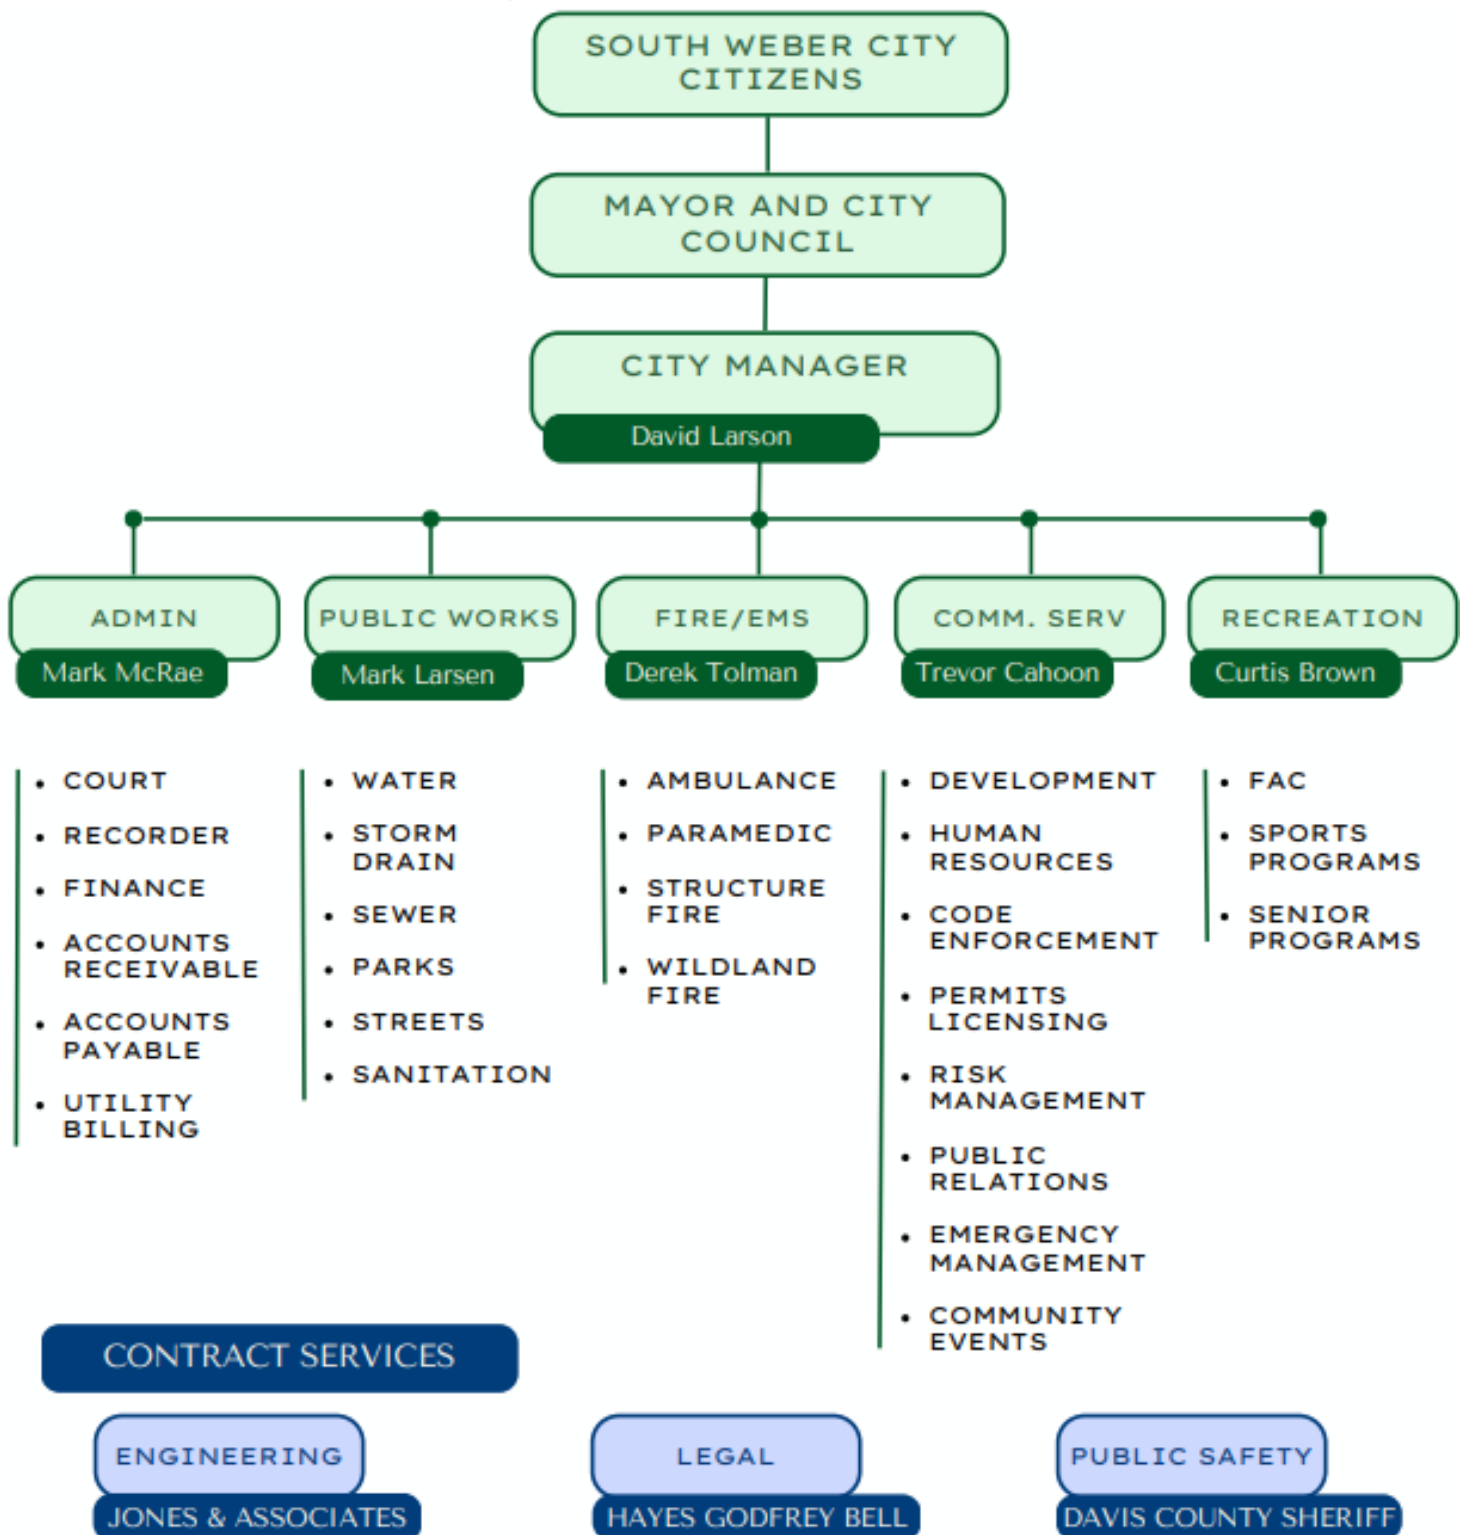 SOUTH WEBER CITY
CITIZENS
MAYOR AND CITY
COUNCIL
CITY MANAGER
David Larson
ADMIN
Mark McRae
PUBLIC WORKS
Mark Larsen
FIRE/EMS
Derek Tolman
COMM. SERV
Trevor Cahoon
RECREATION
Curtis Brown
• COURT
• RECORDER
• FINANCE
• ACCOUNTS
RECEIVABLE
• ACCOUNTS
PAYABLE
• UTILITY
BILLING
• WATER
• STORM
DRAIN
• SEWER
• PARKS
• STREETS
• SANITATION
• AMBULANCE
• PARAMEDIC
• STRUCTURE
FIRE
• WILDLAND
FIRE
• DEVELOPMENT
• HUMAN
RESOURCES
• CODE
ENFORCEMENT
• PERMITS
LICENSING
• RISK
MANAGEMENT
• PUBLIC
RELATIONS
• EMERGENCY
MANAGEMENT
• COMMUNITY
EVENTS
• FAC
• SPORTS
PROGRAMS
• SENIOR
PROGRAMS
CONTRACT SERVICES
ENGINEERING
JONES & ASSOCIATES
LEGAL
HAYES GODFREY BELL
PUBLIC SAFETY
DAVIS COUNTY SHERIFF